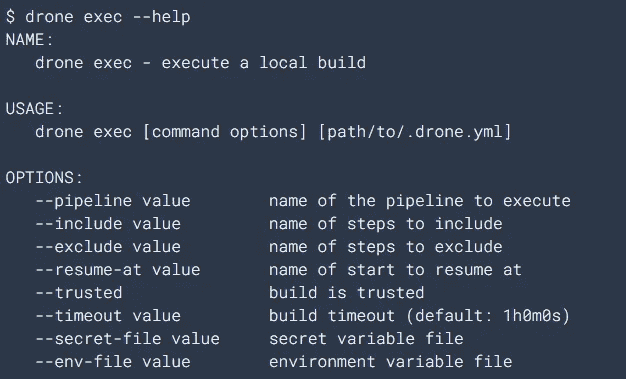 $ drone exec --help
NAME:
   drone exec - execute a local build

USAGE:
   drone exec [command options] [path/to/.drone.yml]

OPTIONS:
   --pipeline value        name of the pipeline to execute
   --include value         name of steps to include
   --exclude value         name of steps to exclude
   --resume-at value       name of start to resume at
   --trusted               build is trusted
   --timeout value         build timeout (default: 1h0m0s)
   --secret-file value     secret variable file
   --env-file value        environment variable file